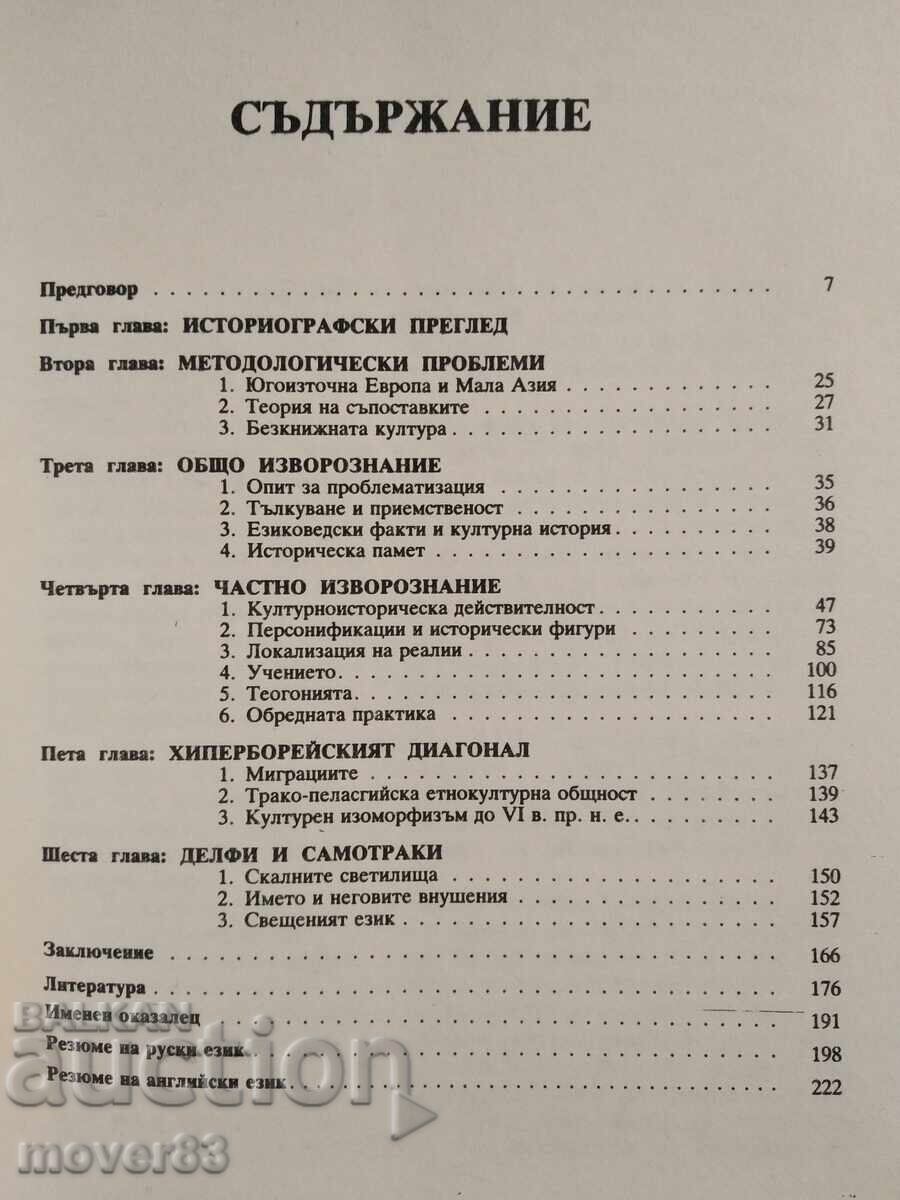 СЪДЪРЖАНИЕ
Предговор . . . . . . . . . . . . . . . . . . . . . . . . . . . . . . 7
Първа глава: ИСТОРИОГРАФСКИ ПРЕГЛЕД
Втора глава: МЕТОДОЛОГИЧЕСКИ ПРОБЛЕМИ
1. Югоизточна Европа и Мала Азия . . . . . . . . . . . . . 25
2. Теория на съпоставките . . . . . . . . . . . . . . . . . . 27
3. Безкнижната култура . . . . . . . . . . . . . . . . . . . . 31
Трета глава: ОБЩО ИЗВОРОЗНАНИЕ
1. Опит за проблематизация . . . . . . . . . . . . . . . . . 35
2. Тълкуване и приемственост . . . . . . . . . . . . . . . . 36
3. Езиковедски факти и културна история . . . . . . . . . . 38
4. Историческа памет . . . . . . . . . . . . . . . . . . . . . 39
Четвърта глава: ЧАСТНО ИЗВОРОЗНАНИЕ
1. Културноисторическа действителност . . . . . . . . . . . 47
2. Персонификации и исторически фигури . . . . . . . . . . 73
3. Локализация на реалии . . . . . . . . . . . . . . . . . . . 85
4. Учението . . . . . . . . . . . . . . . . . . . . . . . . . . 100
5. Теогонията . . . . . . . . . . . . . . . . . . . . . . . . . 116
6. Обредната практика . . . . . . . . . . . . . . . . . . . . 121
Пета глава: ХИПЕРБОРЕЙСКИЯТ ДИАГОНАЛ
1. Миграциите . . . . . . . . . . . . . . . . . . . . . . . . 137
2. Трако-пеласгийска етнокултурна общност . . . . . . . . 139
3. Културен изоморфизъм до VI в. пр. н. е. . . . . . . . . . 143
Шеста глава: ДЕЛФИ И САМОТРАКИ
1. Скалните светилища . . . . . . . . . . . . . . . . . . . . 150
2. Името и неговите внушения . . . . . . . . . . . . . . . . 152
3. Свещеният език . . . . . . . . . . . . . . . . . . . . . . 157
Заключение . . . . . . . . . . . . . . . . . . . . . . . . . . . . . 166
Литература . . . . . . . . . . . . . . . . . . . . . . . . . . . . . 176
Именен оказалец . . . . . . . . . . . . . . . . . . . . . . . . . . 191
Резюме на руски език . . . . . . . . . . . . . . . . . . . . . . . . 198
Резюме на английски език . . . . . . . . . . . . . . . . . . . . . . 222
BALKAN
auction
mover83